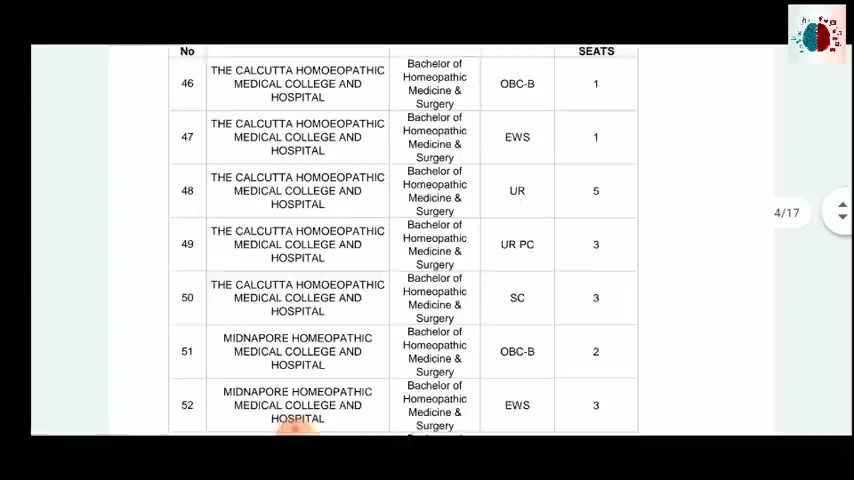 No SEATS
46 THE CALCUTTA HOMOEOPATHIC MEDICAL COLLEGE AND HOSPITAL Bachelor of Homeopathic Medicine & Surgery OBC-B 1
47 THE CALCUTTA HOMOEOPATHIC MEDICAL COLLEGE AND HOSPITAL Bachelor of Homeopathic Medicine & Surgery EWS 1
48 THE CALCUTTA HOMOEOPATHIC MEDICAL COLLEGE AND HOSPITAL Bachelor of Homeopathic Medicine & Surgery UR 5
49 THE CALCUTTA HOMOEOPATHIC MEDICAL COLLEGE AND HOSPITAL Bachelor of Homeopathic Medicine & Surgery UR PC 3
50 THE CALCUTTA HOMOEOPATHIC MEDICAL COLLEGE AND HOSPITAL Bachelor of Homeopathic Medicine & Surgery SC 3
51 MIDNAPORE HOMEOPATHIC MEDICAL COLLEGE AND HOSPITAL Bachelor of Homeopathic Medicine & Surgery OBC-B 2
52 MIDNAPORE HOMEOPATHIC MEDICAL COLLEGE AND HOSPITAL Bachelor of Homeopathic Medicine & Surgery EWS 3
4/17